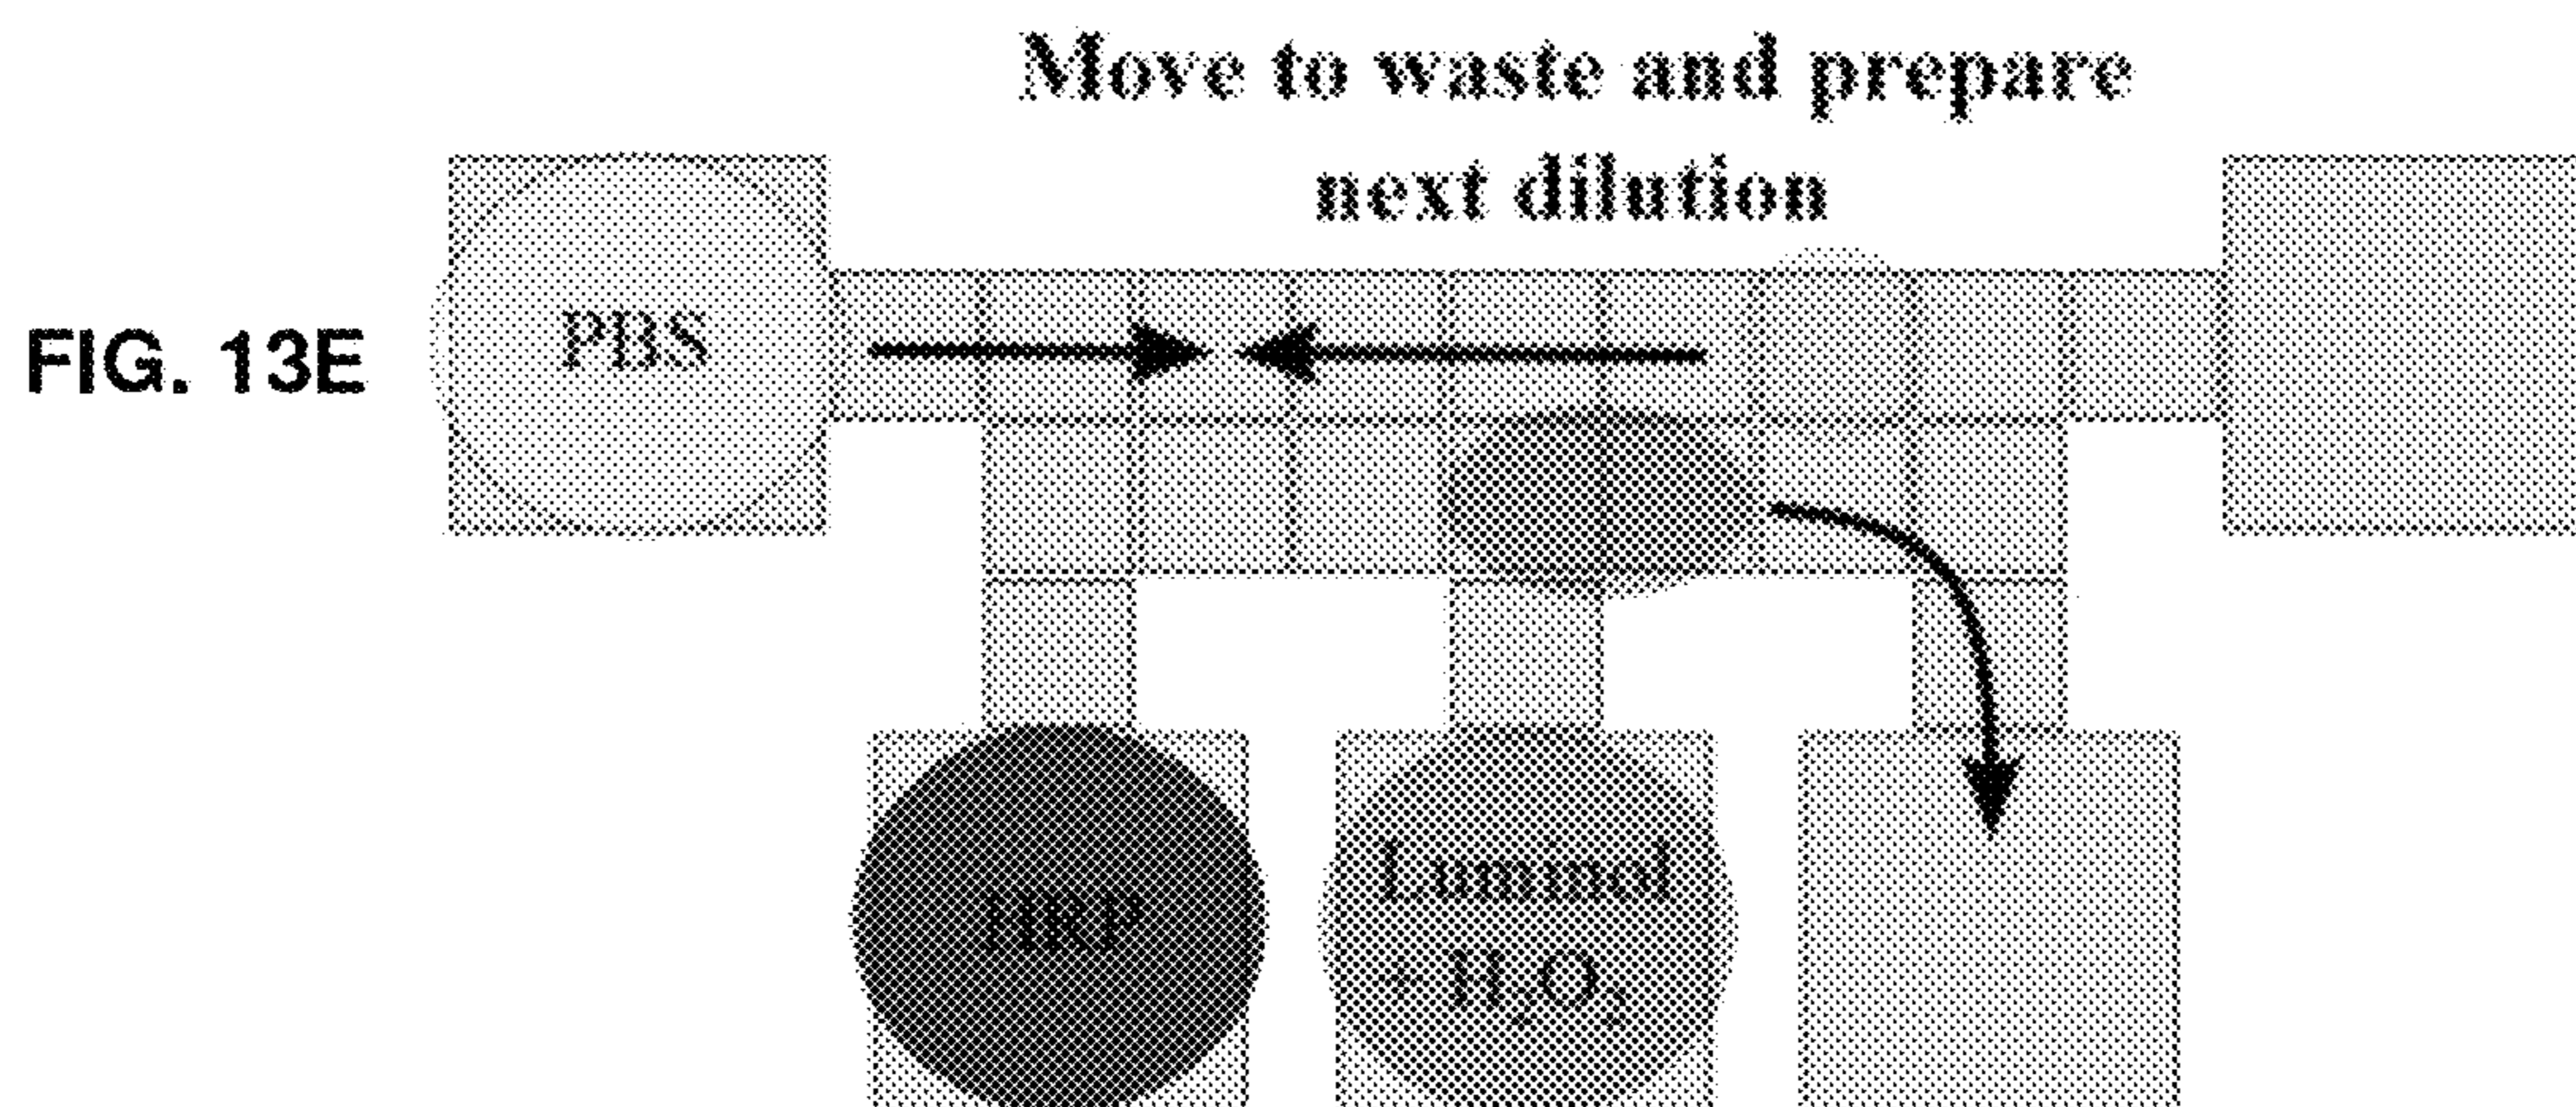 Move to waste and prepare
next dilution
FIG. 13E
PBS
HRP
Luminol
+ H₂O₂